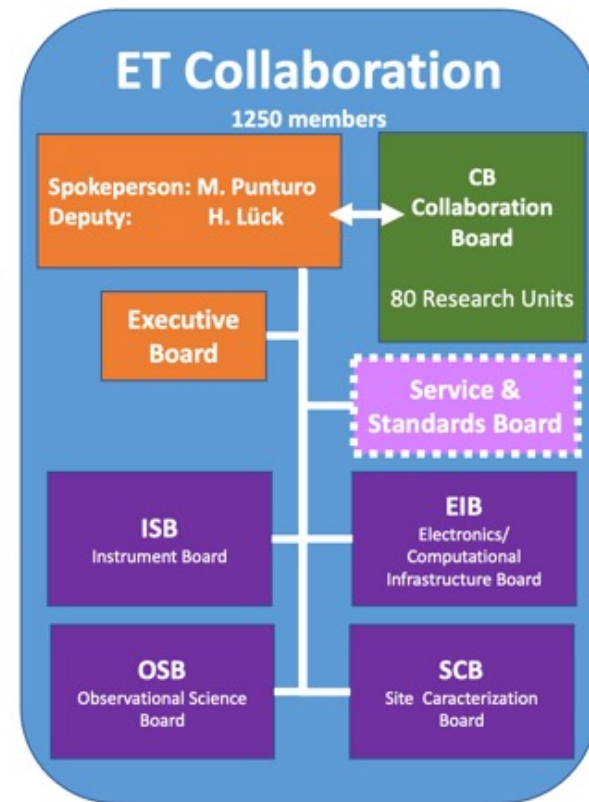 ET Collaboration
1250 members
Spokeperson: M. Punturo
Deputy: H. Lück
CB
Collaboration
Board
80 Research Units
Executive
Board
Service &
Standards Board
ISB
Instrument Board
EIB
Electronics/
Computational
Infrastructure Board
OSB
Observational Science
Board
SCB
Site Caracterization
Board